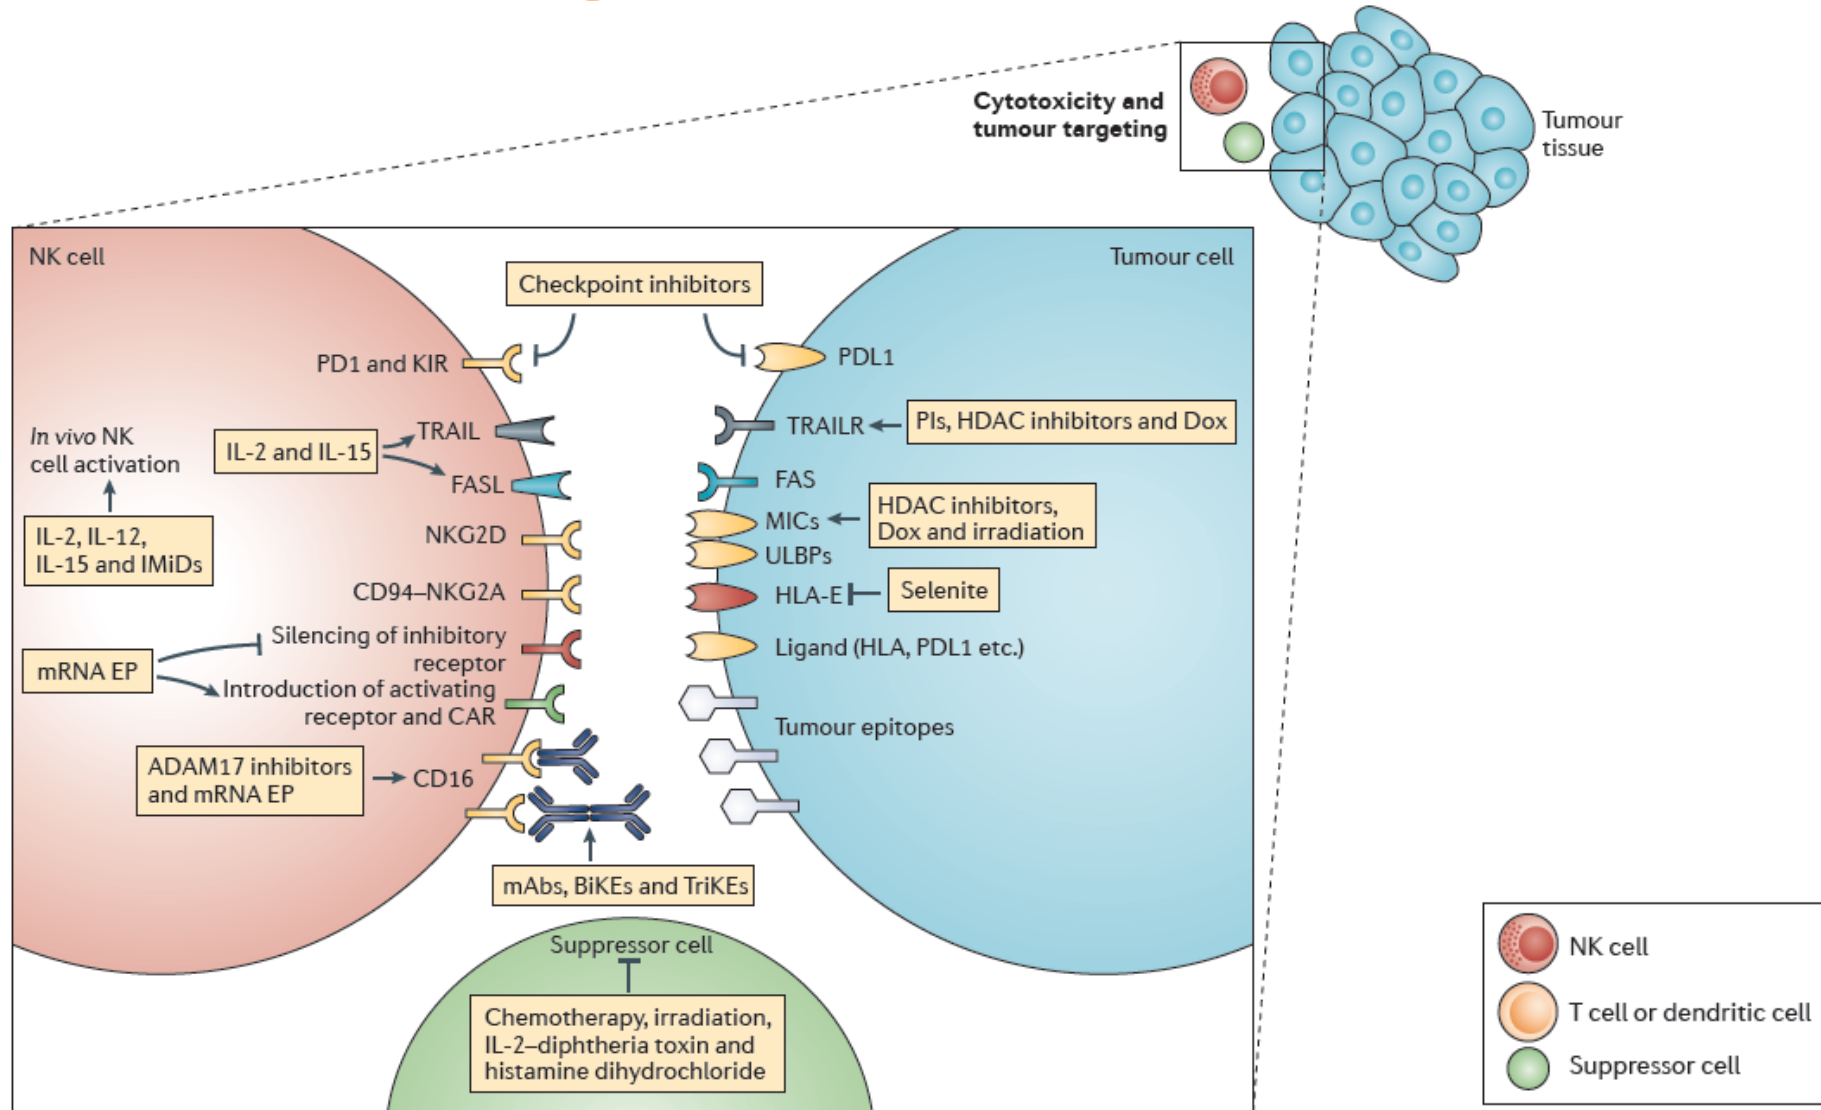 Cytotoxicity and
tumour targeting
Tumour
tissue
NK cell
Tumour cell
Checkpoint inhibitors
PD1 and KIR
PDL1
In vivo NK
cell activation
IL-2 and IL-15
TRAIL
FASL
TRAILR
PIs, HDAC inhibitors and Dox
FAS
IL-2, IL-12,
IL-15 and IMiDs
NKG2D
MICs
HDAC inhibitors,
Dox and irradiation
ULBPs
CD94–NKG2A
HLA-E
Selenite
mRNA EP
Silencing of inhibitory
receptor
Ligand (HLA, PDL1 etc.)
Introduction of activating
receptor and CAR
Tumour epitopes
ADAM17 inhibitors
and mRNA EP
CD16
mAbs, BiKEs and TriKEs
Suppressor cell
Chemotherapy, irradiation,
IL-2–diphtheria toxin and
histamine dihydrochloride
NK cell
T cell or dendritic cell
Suppressor cell